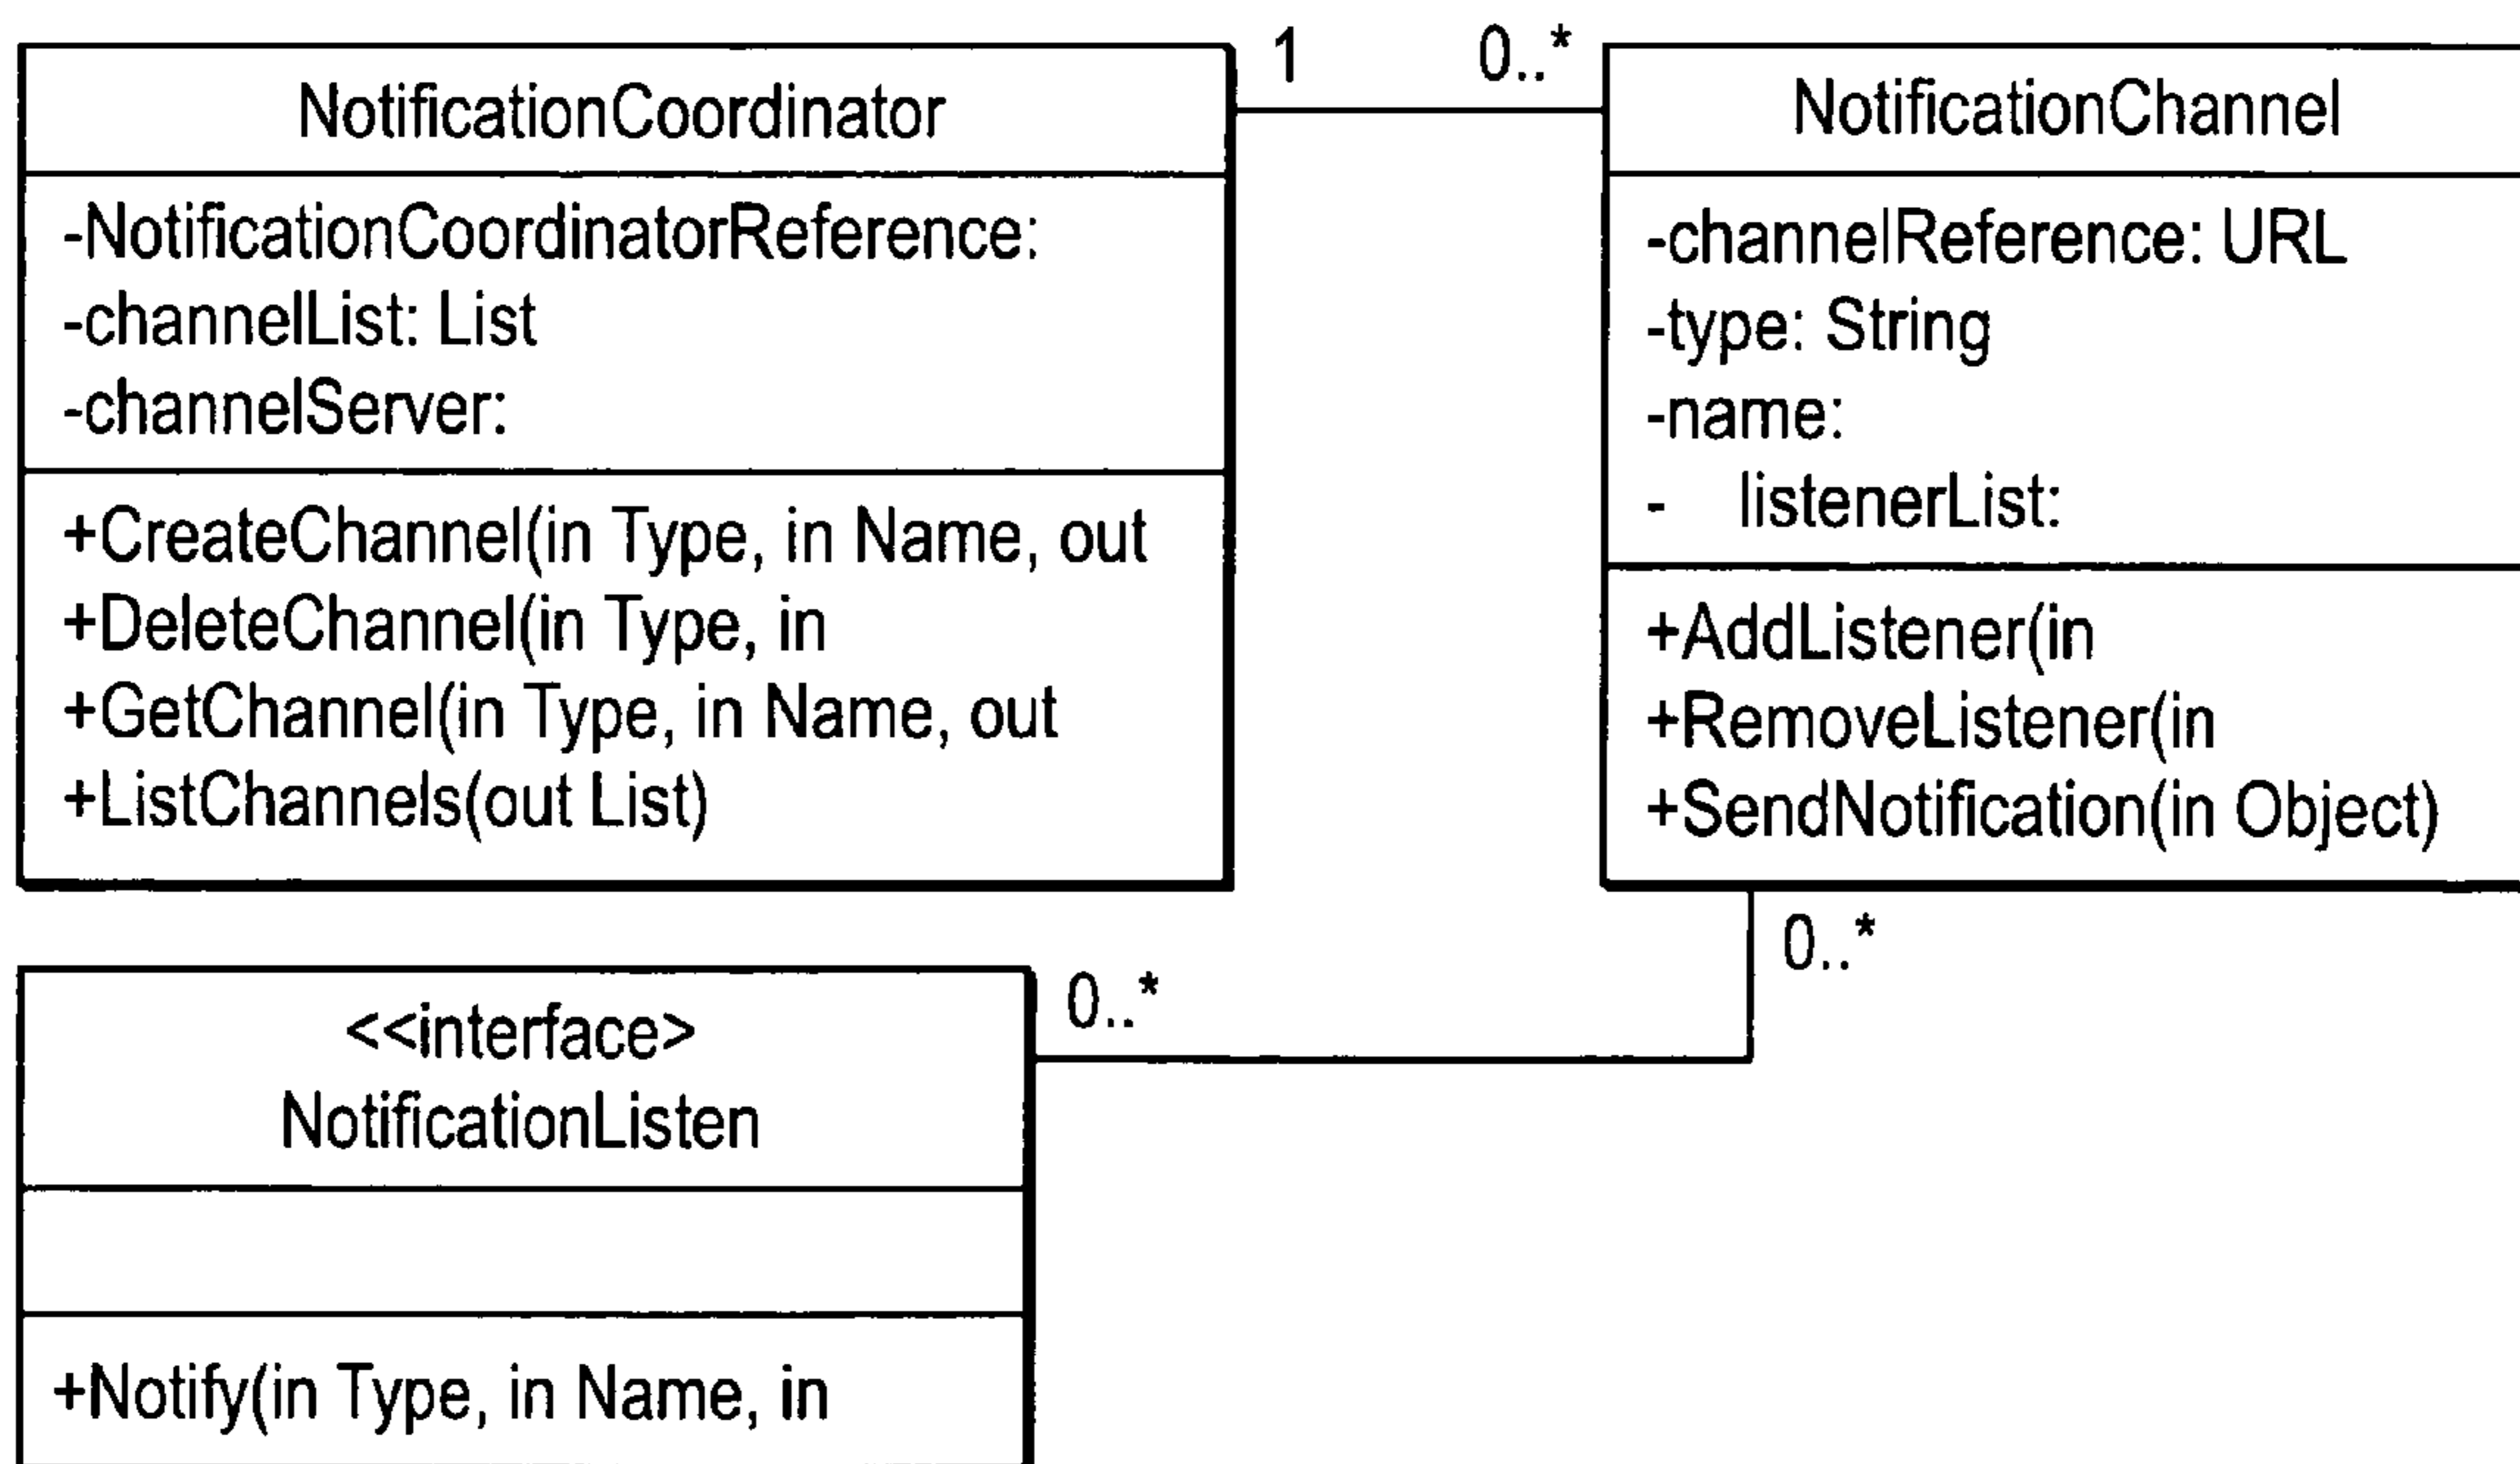 NotificationCoordinator
-NotificationCoordinatorReference:
-channelList: List
-channelServer:
+CreateChannel(in Type, in Name, out
+DeleteChannel(in Type, in
+GetChannel(in Type, in Name, out
+ListChannels(out List)
1
0..*
NotificationChannel
-channelReference: URL
-type: String
-name:
- listenerList:
+AddListener(in
+RemoveListener(in
+SendNotification(in Object)
0..*
0..*
<<interface>
NotificationListen
+Notify(in Type, in Name, in